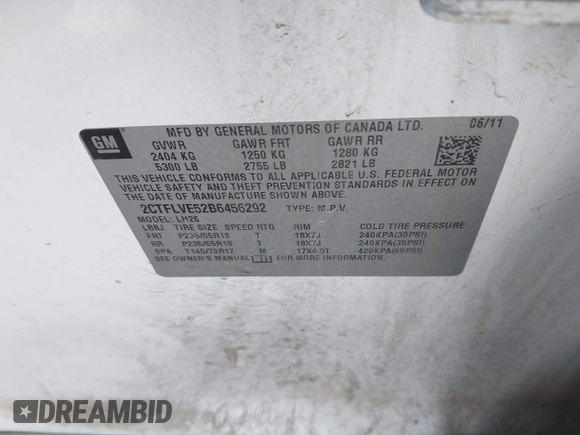 MFD BY GENERAL MOTORS OF CANADA LTD. 06/11
GM
GVWR GAWR FRT GAWR RR
2404 KG 1250 KG 1280 KG
5300 LB 2755 LB 2821 LB
THIS VEHICLE CONFORMS TO ALL APPLICABLE U.S. FEDERAL MOTOR
VEHICLE SAFETY AND THEFT PREVENTION STANDARDS IN EFFECT ON
THE DATE OF MANUFACTURE SHOWN ABOVE.
2CTFLVE52B6456292 TYPE: M.P.V.
MODEL: LH26
LBBJ TIRE SIZE SPEED RTG RIM COLD TIRE PRESSURE
FRT P235/55R18 T 18X7J 240KPA(35PSI)
RR P235/55R18 T 18X7J 240KPA(35PSI)
SPA T145/70R17 M 17X4.5T 420KPA(60PSI)
SEE OWNER'S MANUAL FOR MORE INFORMATION.
DREAMBID
DREAMBID.COM